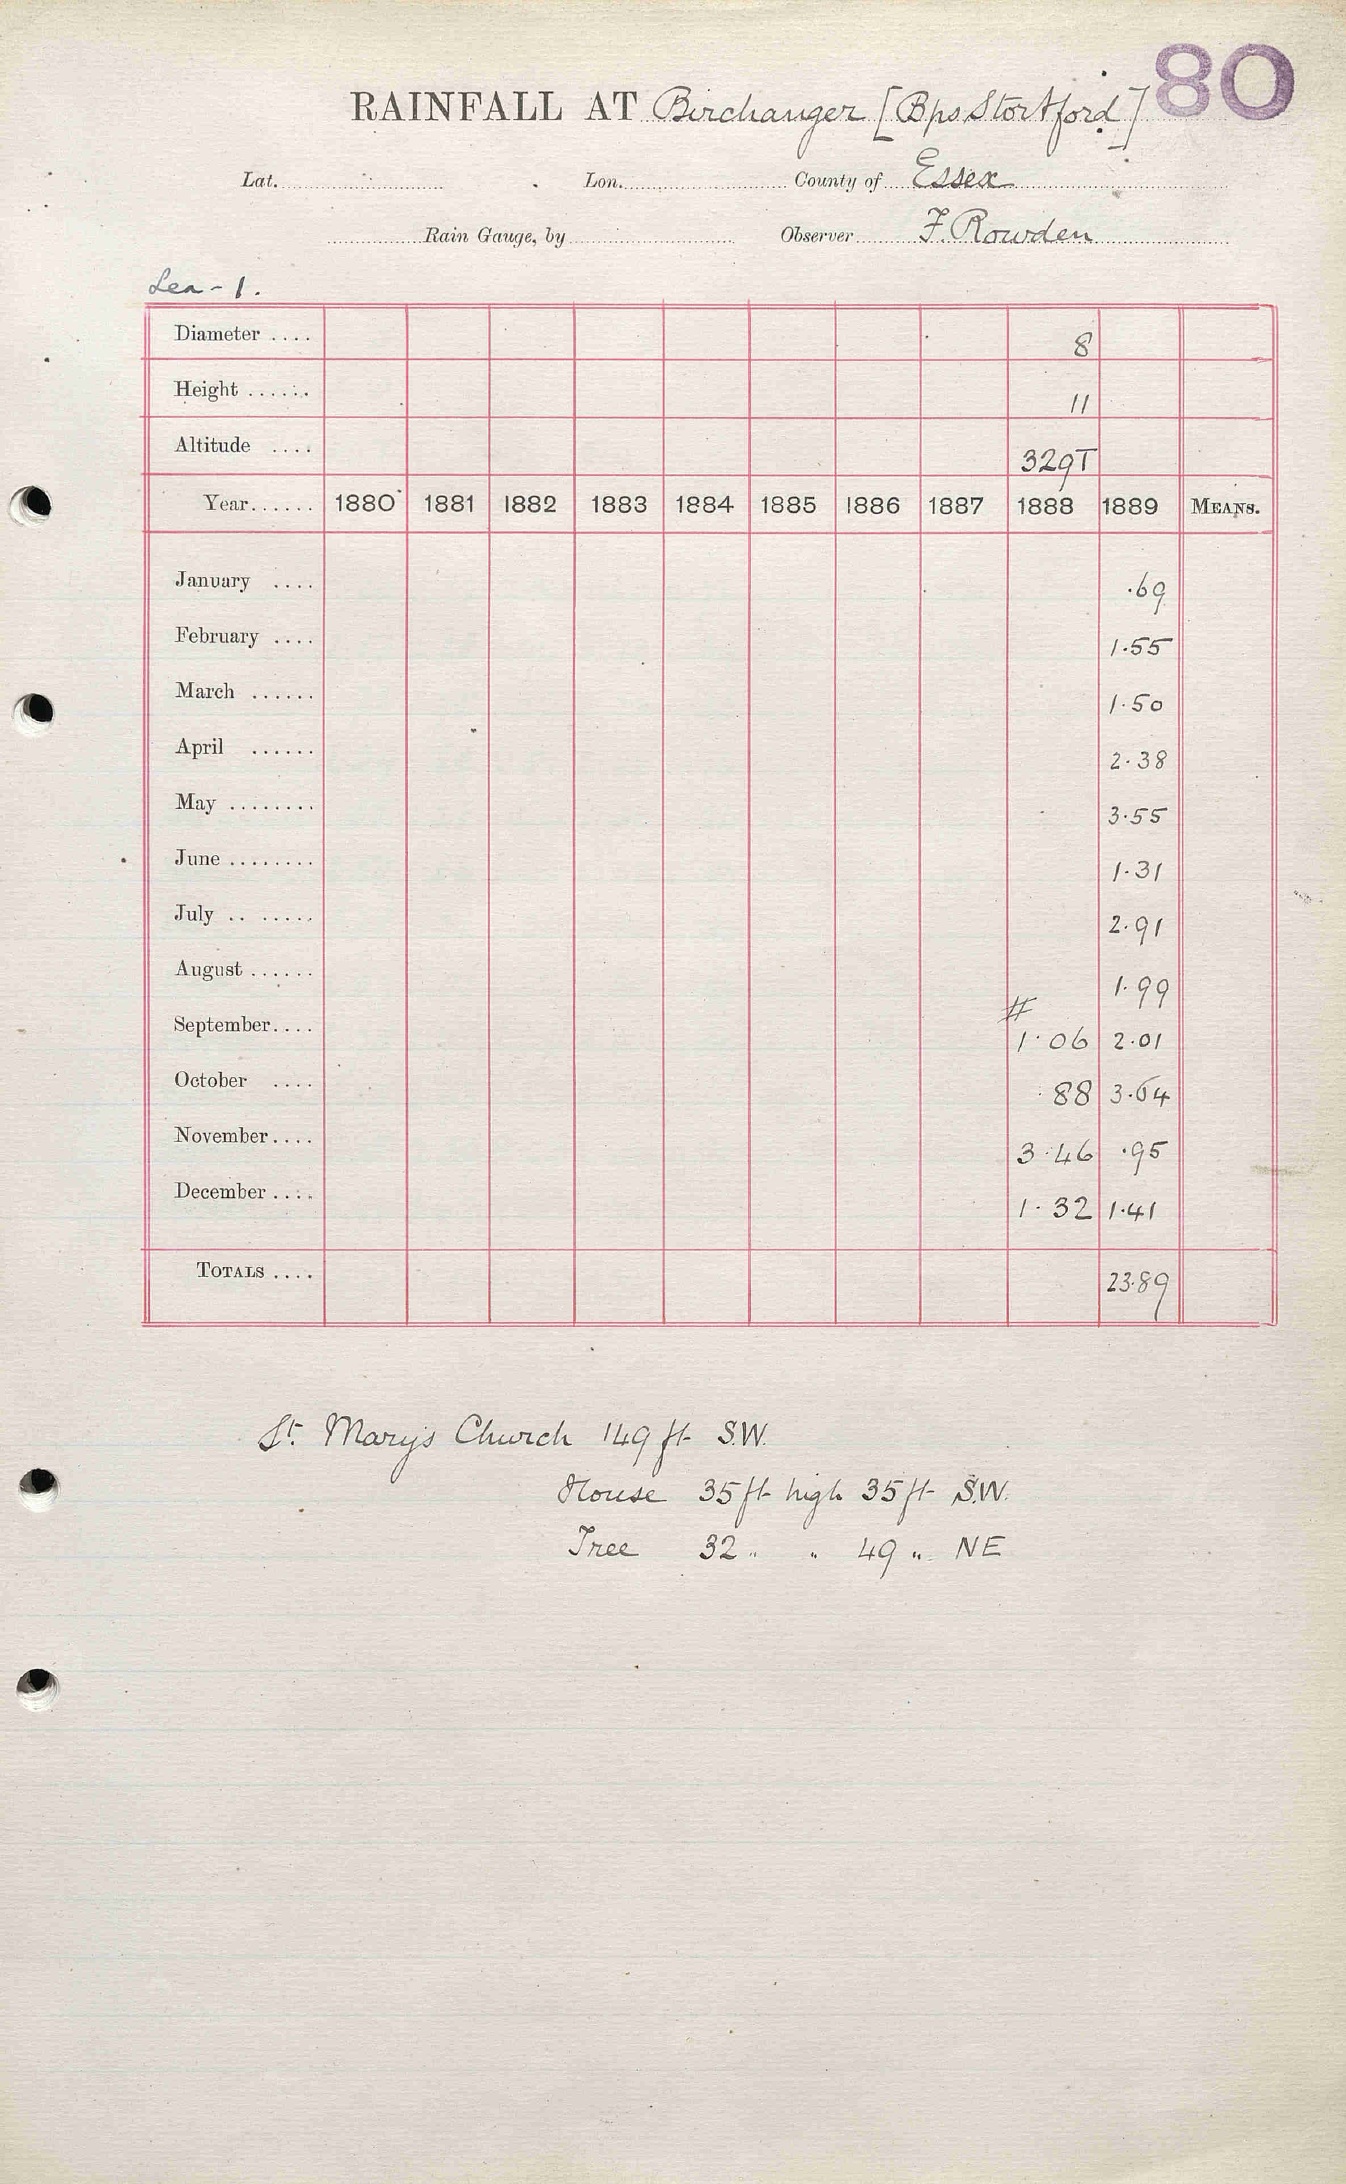 80
RAINFALL AT Birchanger [Bps Stortford]
Lat. Lon. County of Essex
Rain Gauge, by Observer F. Rowden
Lea - 1.
Diameter .... 8
Height ...... 11
Altitude .... 329T
Year ...... 1880 1881 1882 1883 1884 1885 1886 1887 1888 1889 MEANS.
January .... .69
February .... 1.55
March ...... 1.50
April ...... 2.38
May ........ 3.55
June ........ 1.31
July .. ..... 2.91
August ...... 1.99
#
September .... 1.06 2.01
October .... .88 3.64
November .... 3.46 .95
December .... 1.32 1.41
TOTALS .... 23.89
St. Mary's Church 149 ft S.W.
House 35 ft high 35 ft S.W.
Tree 32 " " 49 " NE